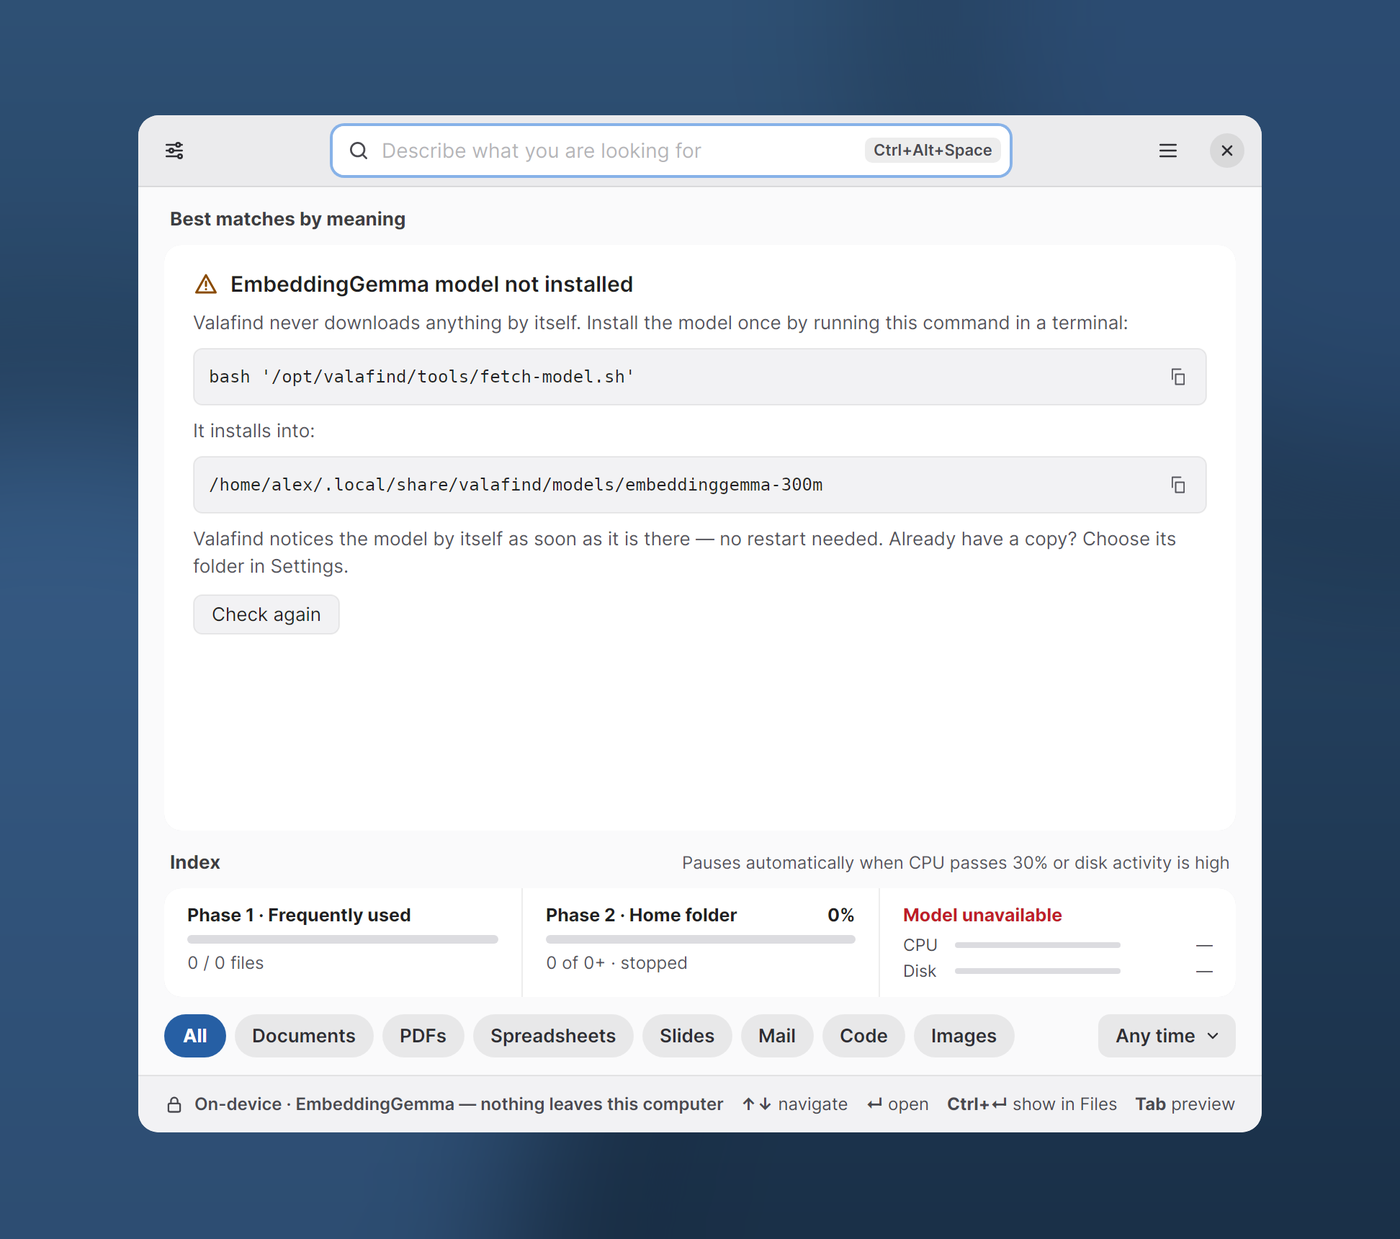 Describe what you are looking for
Ctrl+Alt+Space
Best matches by meaning
EmbeddingGemma model not installed
Valafind never downloads anything by itself. Install the model once by running this command in a terminal:
bash '/opt/valafind/tools/fetch-model.sh'
It installs into:
/home/alex/.local/share/valafind/models/embeddinggemma-300m
Valafind notices the model by itself as soon as it is there — no restart needed. Already have a copy? Choose its
folder in Settings.
Check again
Index
Pauses automatically when CPU passes 30% or disk activity is high
Phase 1 · Frequently used
0 / 0 files
Phase 2 · Home folder 0%
0 of 0+ · stopped
Model unavailable
CPU —
Disk —
All Documents PDFs Spreadsheets Slides Mail Code Images Any time
On-device · EmbeddingGemma — nothing leaves this computer ↑↓ navigate ↵ open Ctrl+↵ show in Files Tab preview